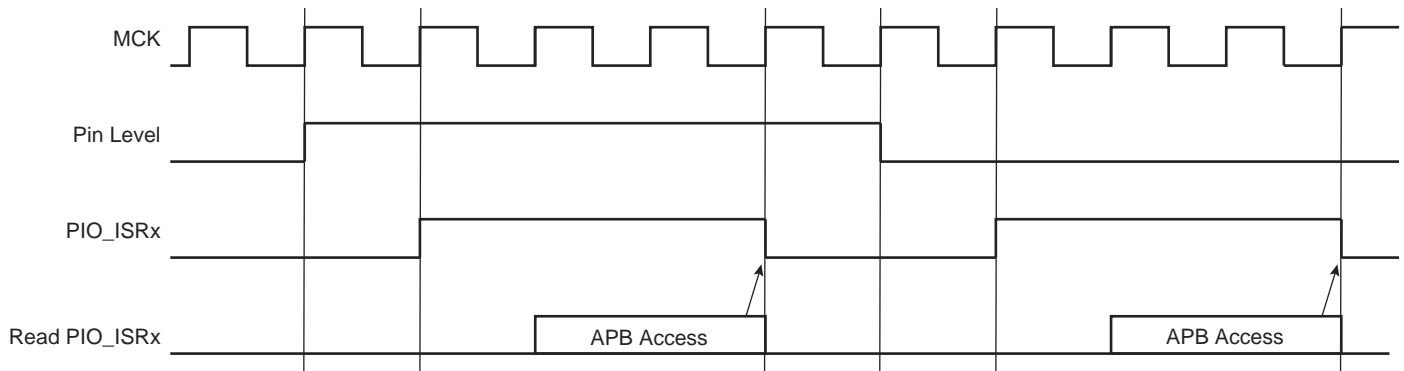 MCK
Pin Level
PIO_ISRx
Read PIO_ISRx
APB Access
APB Access